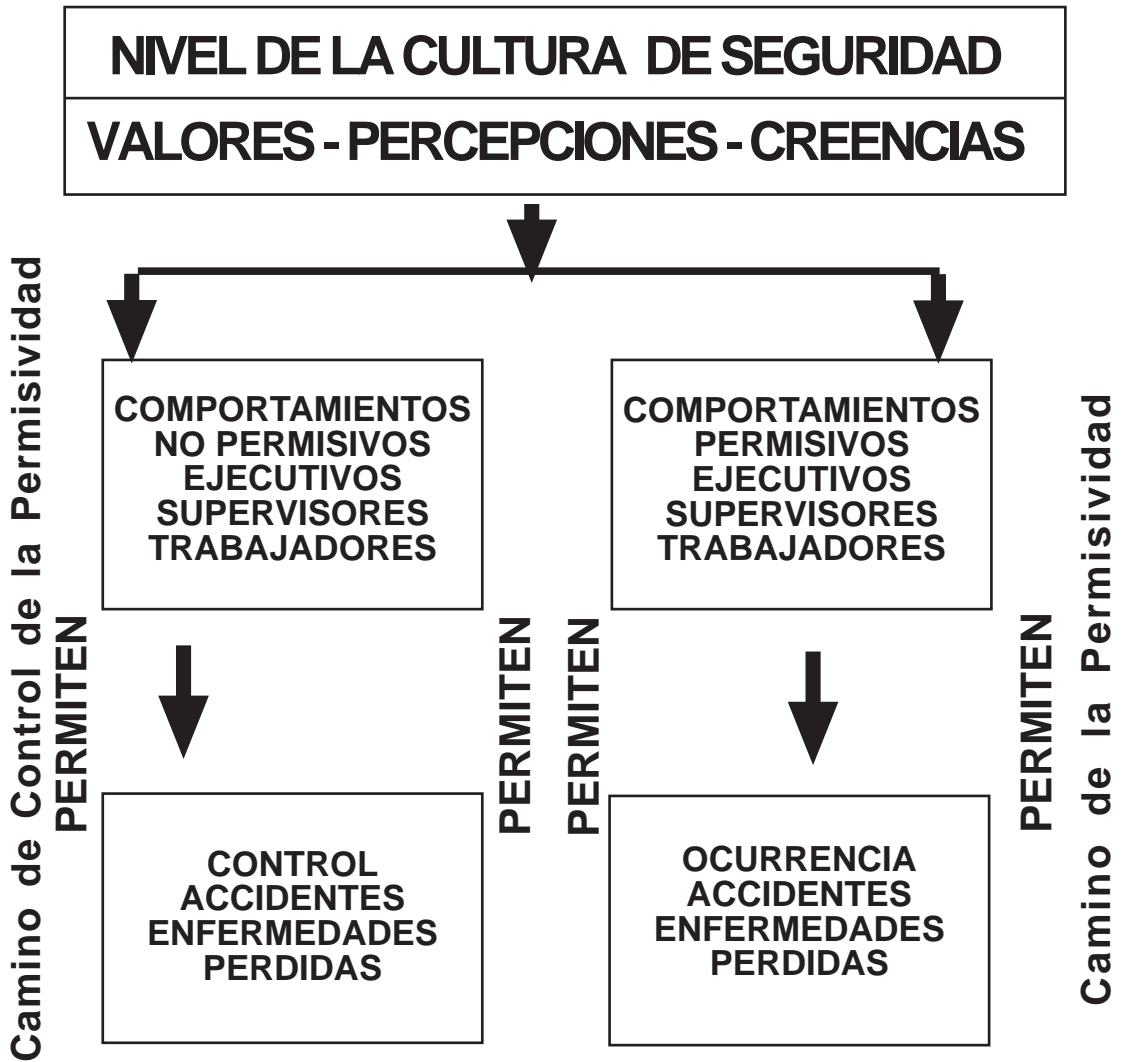 NIVEL DE LA CULTURA DE SEGURIDAD
VALORES - PERCEPCIONES - CREENCIAS
Camino de Control de la Permisividad
COMPORTAMIENTOS
NO PERMISIVOS
EJECUTIVOS
SUPERVISORES
TRABAJADORES
COMPORTAMIENTOS
PERMISIVOS
EJECUTIVOS
SUPERVISORES
TRABAJADORES
Camino de la Permisividad
PERMITEN
PERMITEN
PERMITEN
PERMITEN
CONTROL
ACCIDENTES
ENFERMEDADES
PERDIDAS
OCURRENCIA
ACCIDENTES
ENFERMEDADES
PERDIDAS